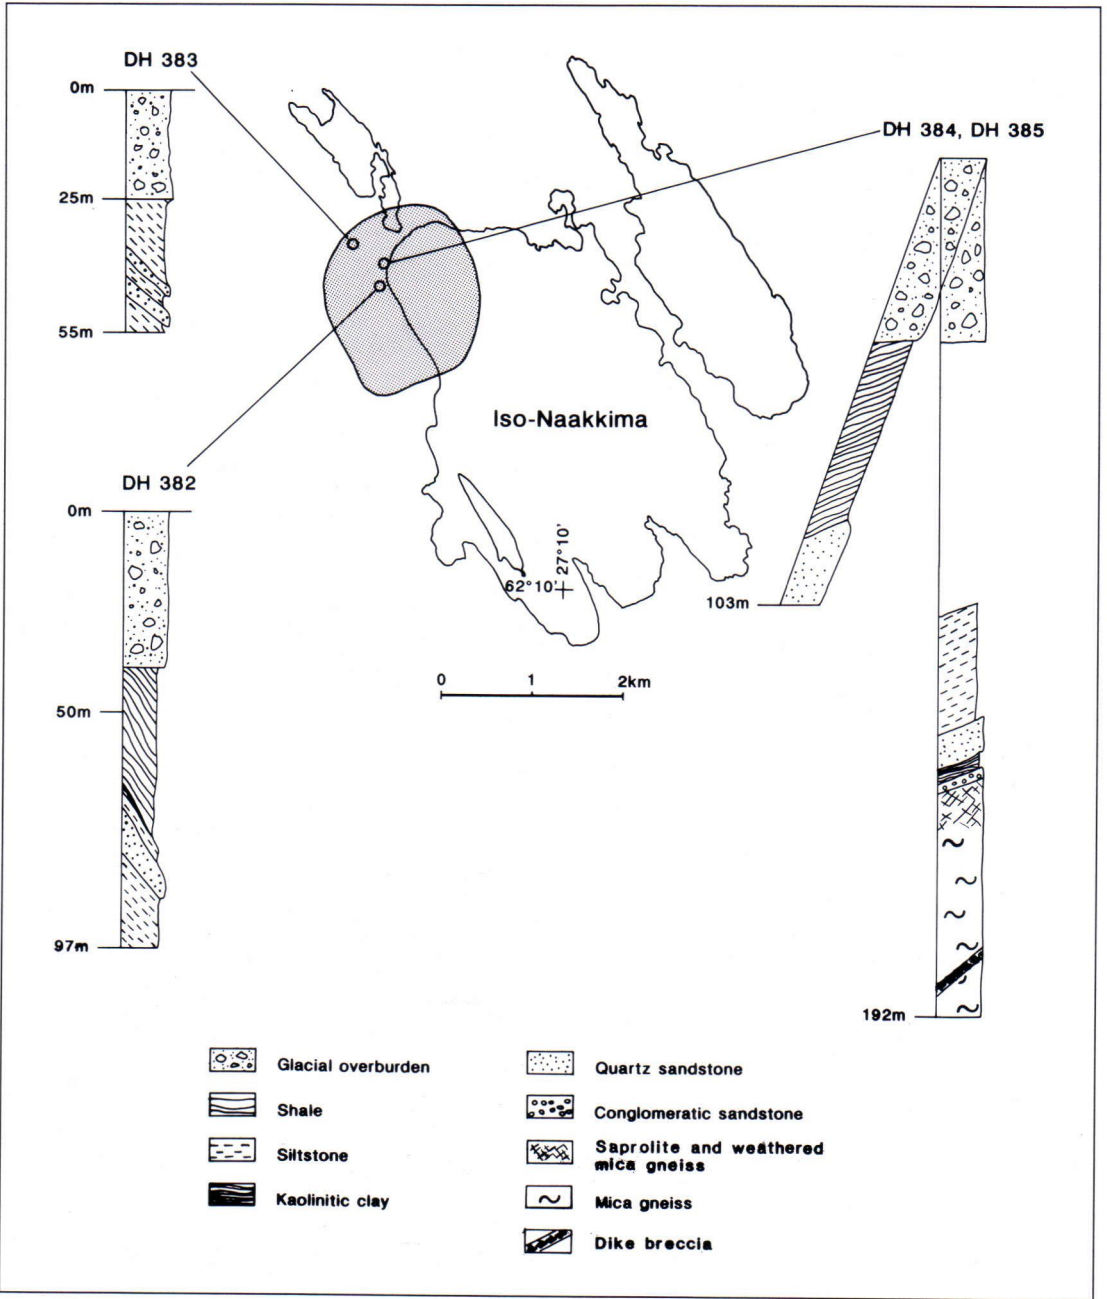 DH 383
0m
25m
55m
DH 384, DH 385
Iso-Naakkima
DH 382
0m
50m
97m
62°10'
27°10'
0 1 2km
103m
192m
Glacial overburden
Shale
Siltstone
Kaolinitic clay
Quartz sandstone
Conglomeratic sandstone
Saprolite and weathered
mica gneiss
Mica gneiss
Dike breccia